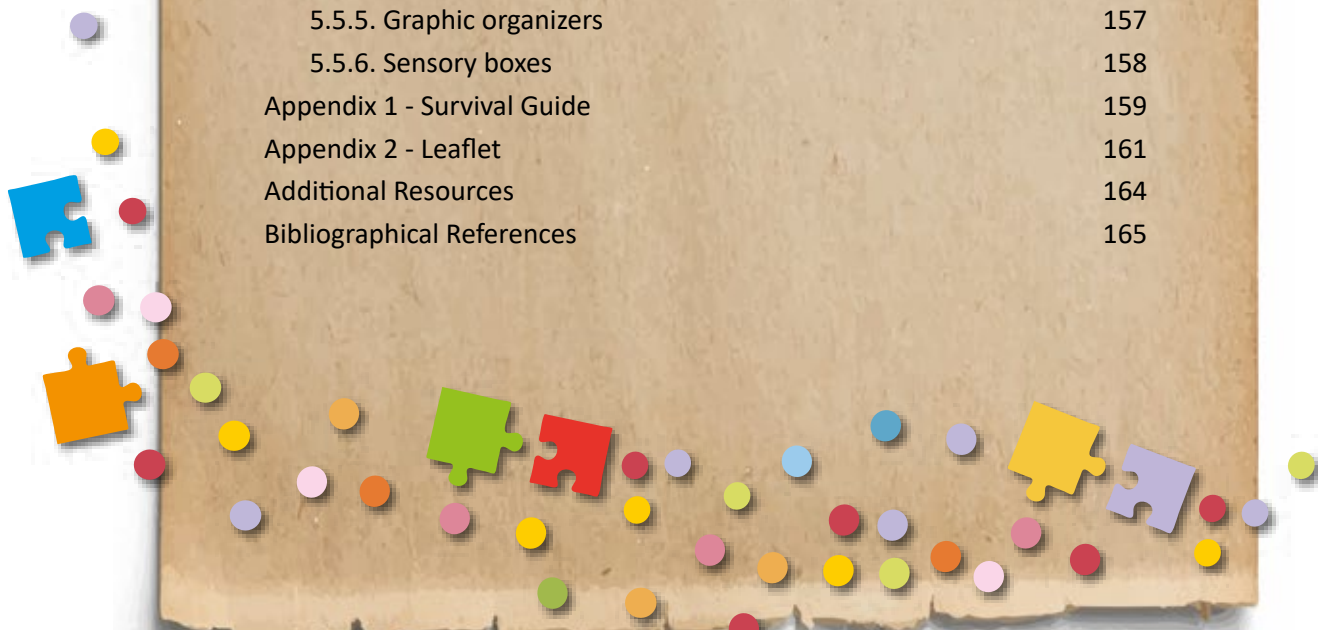 5.5.5. Graphic organizers 157
5.5.6. Sensory boxes 158
Appendix 1 - Survival Guide 159
Appendix 2 - Leaflet 161
Additional Resources 164
Bibliographical References 165